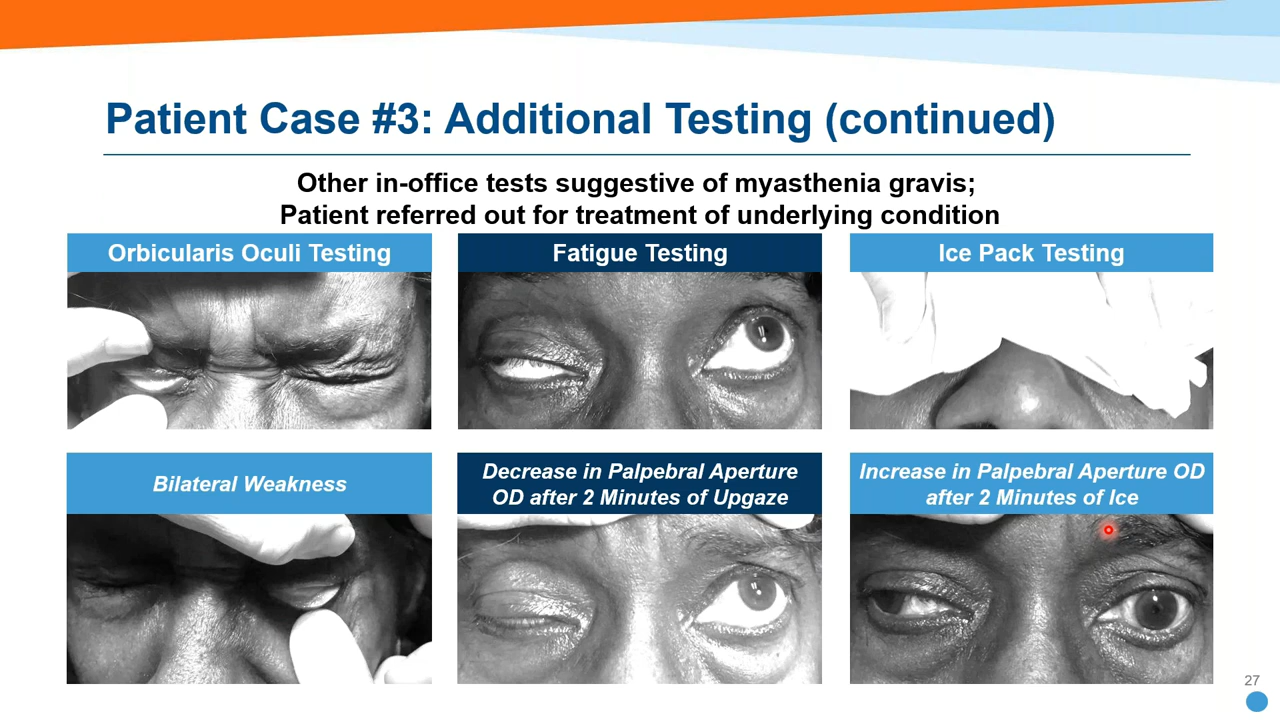 Patient Case #3: Additional Testing (continued)
Other in-office tests suggestive of myasthenia gravis;
Patient referred out for treatment of underlying condition
Orbicularis Oculi Testing
Fatigue Testing
Ice Pack Testing
Bilateral Weakness
Decrease in Palpebral Aperture
OD after 2 Minutes of Upgaze
Increase in Palpebral Aperture OD
after 2 Minutes of Ice
27